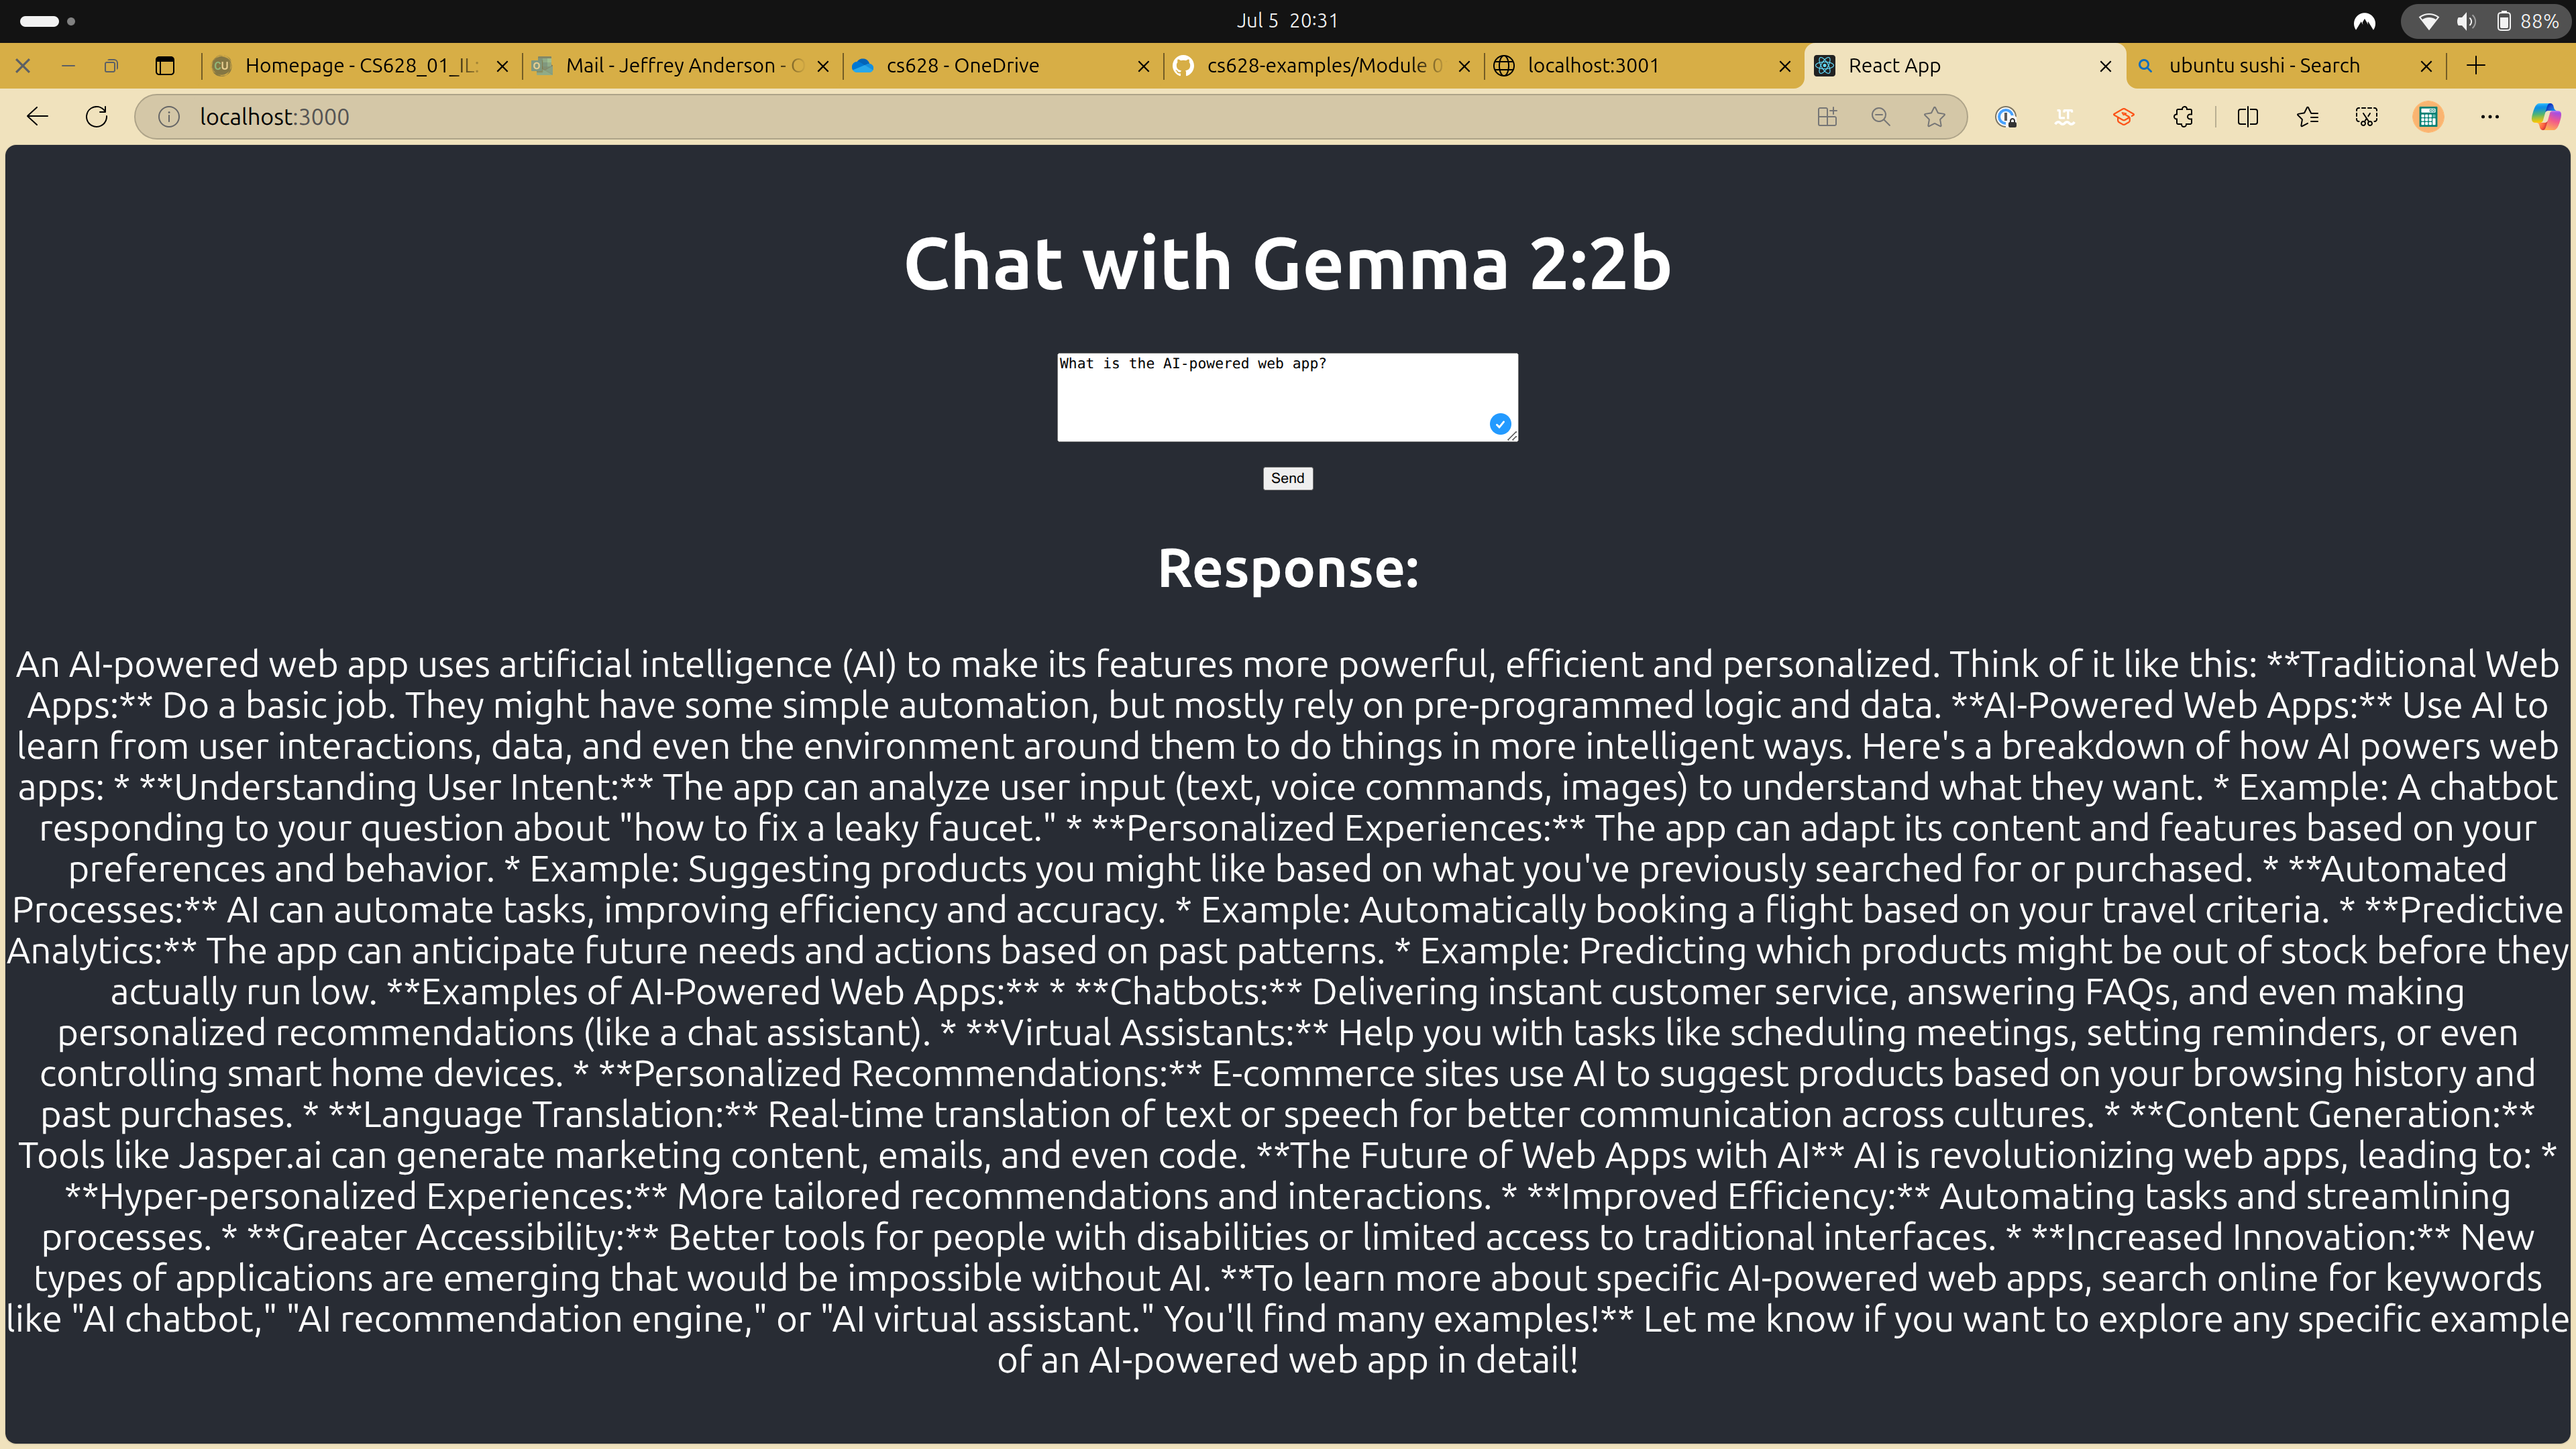 Jul 5 20:31
88%
Homepage - CS628_01_IL:
Mail - Jeffrey Anderson - O
cs628 - OneDrive
cs628-examples/Module 0
localhost:3001
React App
ubuntu sushi - Search
localhost:3000
Chat with Gemma 2:2b
What is the AI-powered web app?
Send
Response:
An AI-powered web app uses artificial intelligence (AI) to make its features more powerful, efficient and personalized. Think of it like this: **Traditional Web
Apps:** Do a basic job. They might have some simple automation, but mostly rely on pre-programmed logic and data. **AI-Powered Web Apps:** Use AI to
learn from user interactions, data, and even the environment around them to do things in more intelligent ways. Here's a breakdown of how AI powers web
apps: * **Understanding User Intent:** The app can analyze user input (text, voice commands, images) to understand what they want. * Example: A chatbot
responding to your question about "how to fix a leaky faucet." * **Personalized Experiences:** The app can adapt its content and features based on your
preferences and behavior. * Example: Suggesting products you might like based on what you've previously searched for or purchased. * **Automated
Processes:** AI can automate tasks, improving efficiency and accuracy. * Example: Automatically booking a flight based on your travel criteria. * **Predictive
Analytics:** The app can anticipate future needs and actions based on past patterns. * Example: Predicting which products might be out of stock before they
actually run low. **Examples of AI-Powered Web Apps:** * **Chatbots:** Delivering instant customer service, answering FAQs, and even making
personalized recommendations (like a chat assistant). * **Virtual Assistants:** Help you with tasks like scheduling meetings, setting reminders, or even
controlling smart home devices. * **Personalized Recommendations:** E-commerce sites use AI to suggest products based on your browsing history and
past purchases. * **Language Translation:** Real-time translation of text or speech for better communication across cultures. * **Content Generation:**
Tools like Jasper.ai can generate marketing content, emails, and even code. **The Future of Web Apps with AI** AI is revolutionizing web apps, leading to: *
**Hyper-personalized Experiences:** More tailored recommendations and interactions. * **Improved Efficiency:** Automating tasks and streamlining
processes. * **Greater Accessibility:** Better tools for people with disabilities or limited access to traditional interfaces. * **Increased Innovation:** New
types of applications are emerging that would be impossible without AI. **To learn more about specific AI-powered web apps, search online for keywords
like "AI chatbot," "AI recommendation engine," or "AI virtual assistant." You'll find many examples!** Let me know if you want to explore any specific example
of an AI-powered web app in detail!